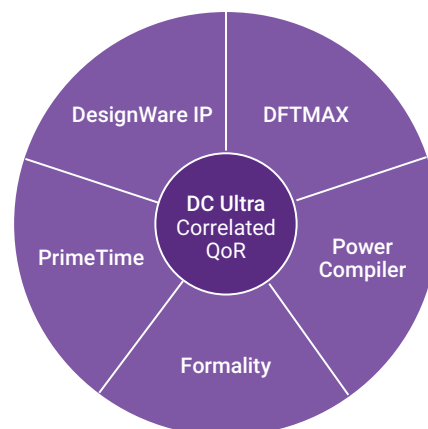 DesignWare IP
DFTMAX
DC Ultra
Correlated
QoR
PrimeTime
Power
Compiler
Formality